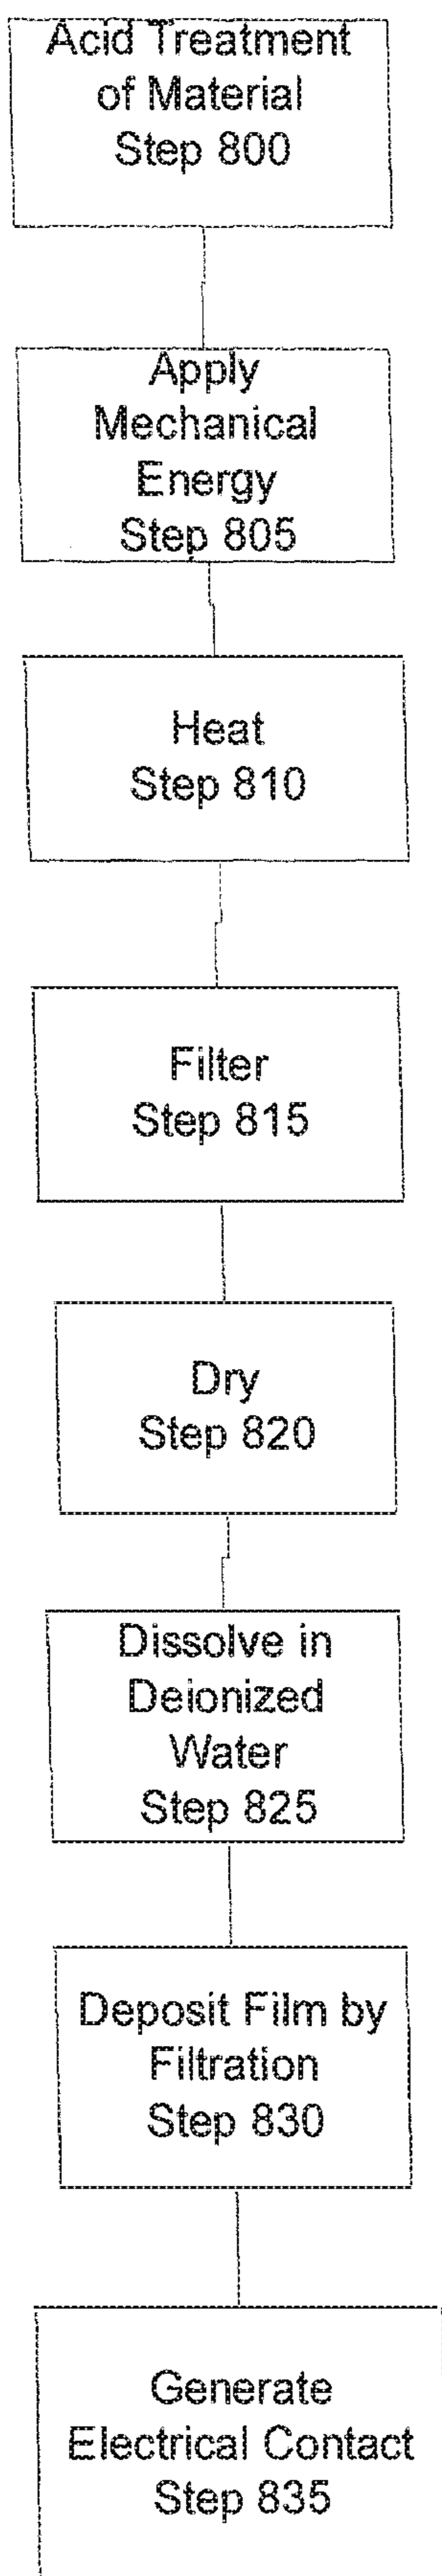 Acid Treatment
of Material
Step 800
Apply
Mechanical
Energy
Step 805
Heat
Step 810
Filter
Step 815
Dry
Step 820
Dissolve in
Deionized
Water
Step 825
Deposit Film by
Filtration
Step 830
Generate
Electrical Contact
Step 835